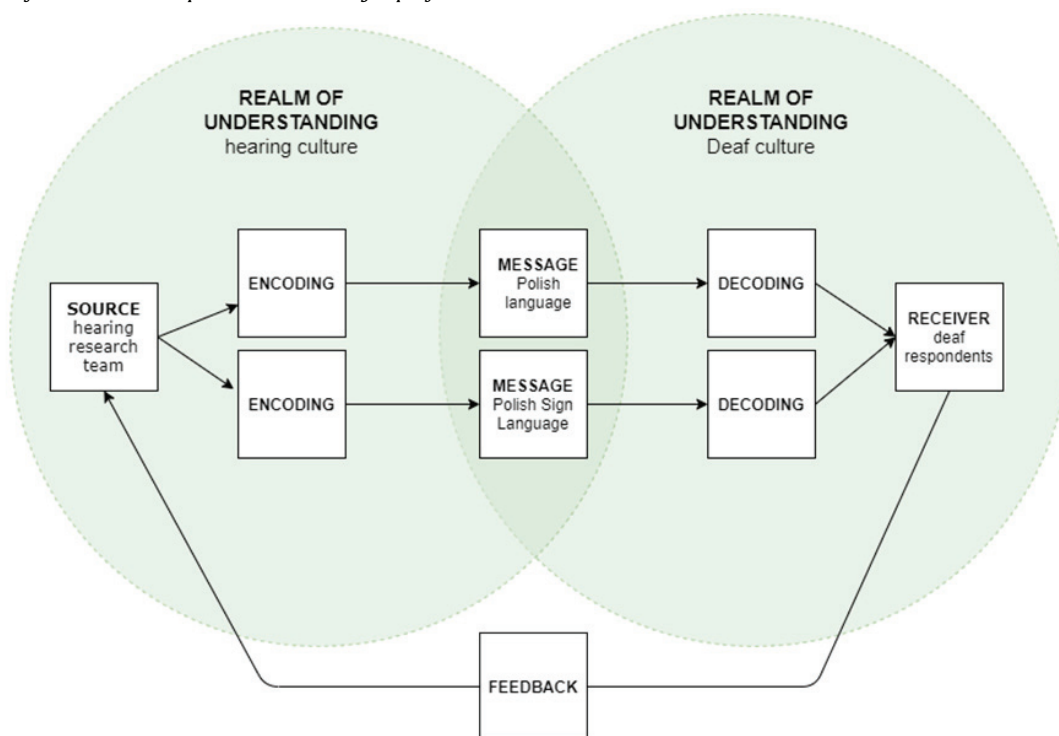 REALM OF
UNDERSTANDING
hearing culture
REALM OF
UNDERSTANDING
Deaf culture
SOURCE
hearing
research
team
ENCODING
MESSAGE
Polish
language
DECODING
ENCODING
MESSAGE
Polish Sign
Language
DECODING
RECEIVER
deaf
respondents
FEEDBACK